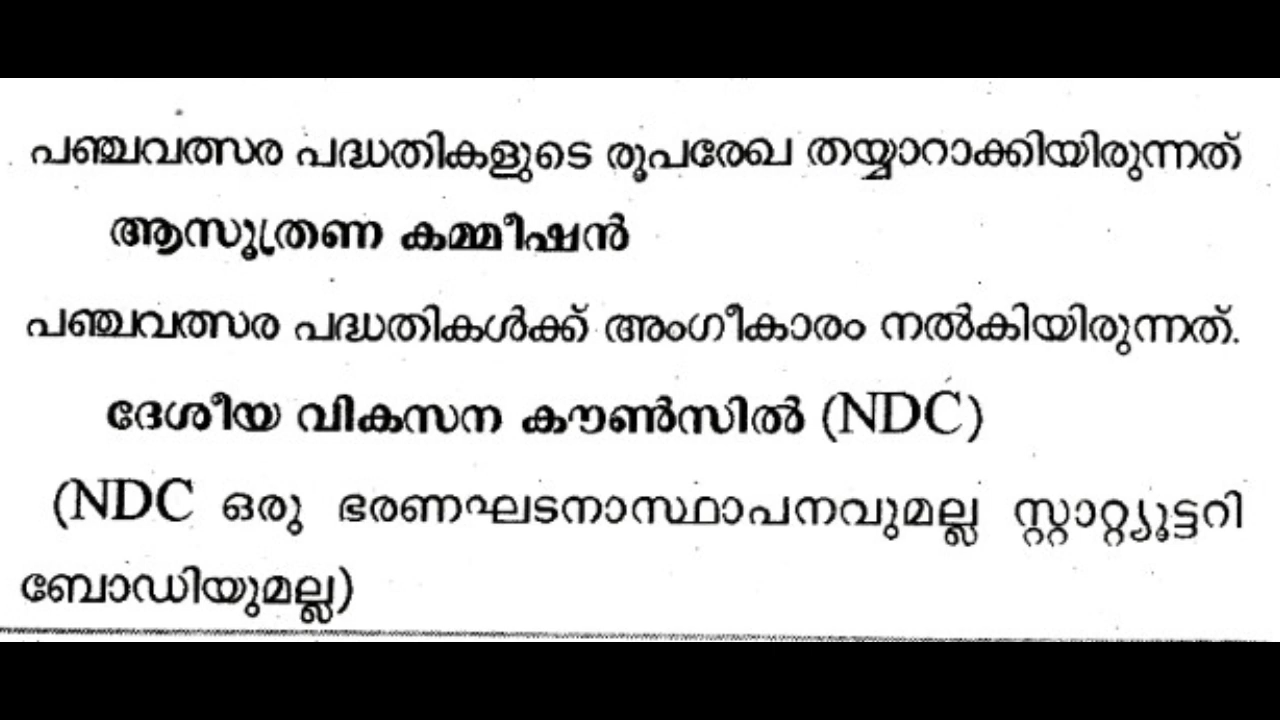 പഞ്ചവത്സര പദ്ധതികളുടെ രൂപരേഖ തയ്യാറാക്കിയിരുന്നത്
ആസൂത്രണ കമ്മീഷൻ
പഞ്ചവത്സര പദ്ധതികൾക്ക് അംഗീകാരം നൽകിയിരുന്നത്.
ദേശീയ വികസന കൗൺസിൽ (NDC)
(NDC ഒരു ഭരണഘടനാസ്ഥാപനവുമല്ല സ്റ്റാറ്റ്യൂട്ടറി
ബോഡിയുമല്ല)